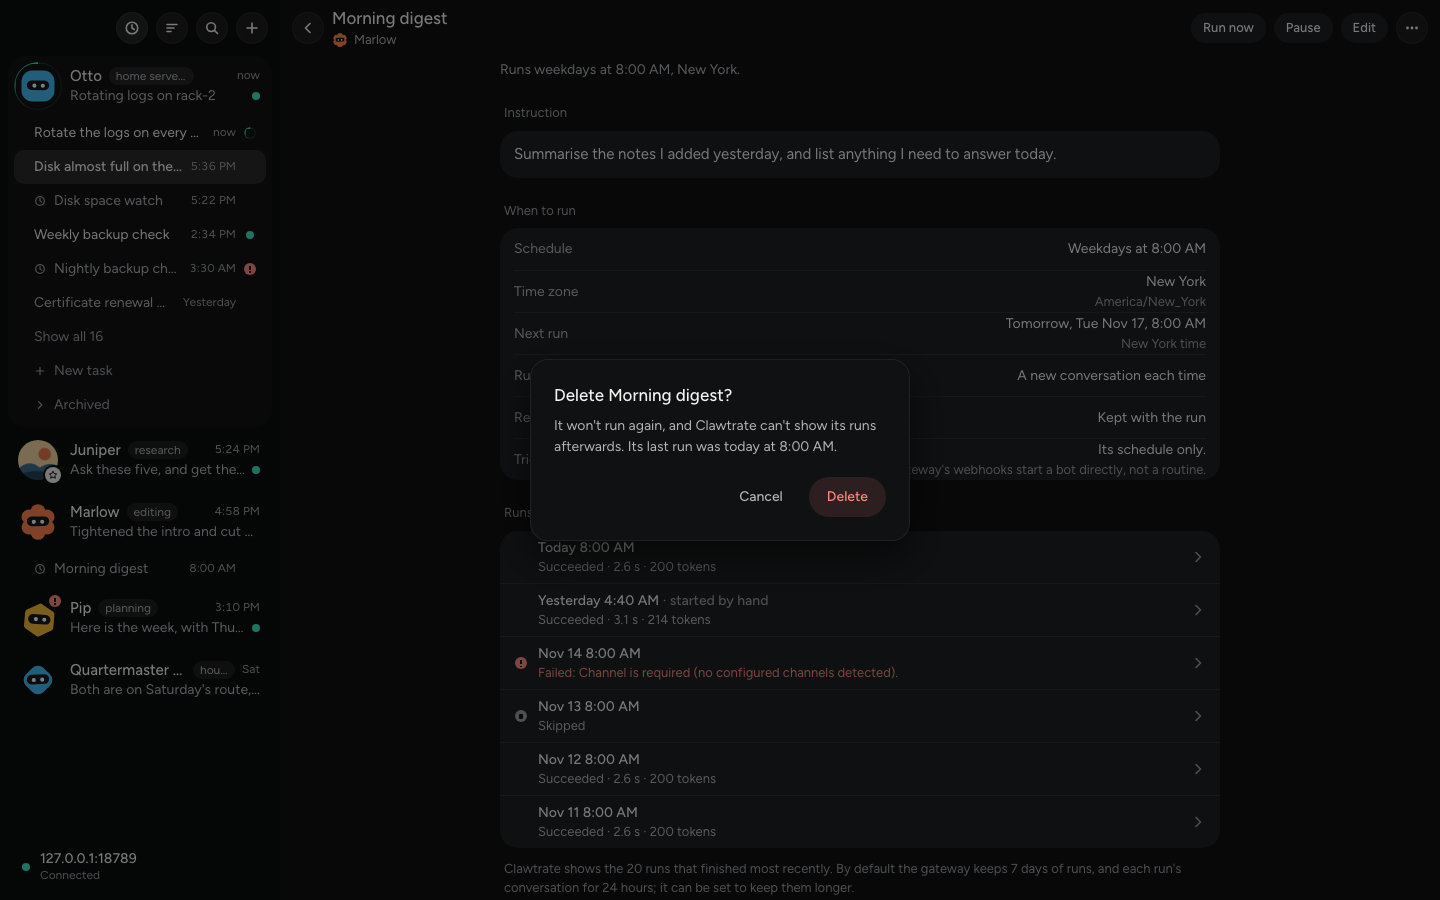 Otto home serve... now
Rotating logs on rack-2
Rotate the logs on every ... now
Disk almost full on the... 5:36 PM
Disk space watch 5:22 PM
Weekly backup check 2:34 PM
Nightly backup ch... 3:30 AM
Certificate renewal ... Yesterday
Show all 16
New task
Archived
Juniper research 5:24 PM
Ask these five, and get the...
Marlow editing 4:58 PM
Tightened the intro and cut ...
Morning digest 8:00 AM
Pip planning 3:10 PM
Here is the week, with Thu...
Quartermaster ... hou... Sat
Both are on Saturday's route,...
127.0.0.1:18789
Connected
Morning digest
Marlow
Run now Pause Edit
Runs weekdays at 8:00 AM, New York.
Instruction
Summarise the notes I added yesterday, and list anything I need to answer today.
When to run
Schedule Weekdays at 8:00 AM
Time zone New York
America/New_York
Next run Tomorrow, Tue Nov 17, 8:00 AM
New York time
Ru A new conversation each time
Re Kept with the run
Tri Its schedule only.
eway's webhooks start a bot directly, not a routine.
Delete Morning digest?
It won't run again, and Clawtrate can't show its runs
afterwards. Its last run was today at 8:00 AM.
Cancel Delete
Runs
Today 8:00 AM
Succeeded · 2.6 s · 200 tokens
Yesterday 4:40 AM · started by hand
Succeeded · 3.1 s · 214 tokens
Nov 14 8:00 AM
Failed: Channel is required (no configured channels detected).
Nov 13 8:00 AM
Skipped
Nov 12 8:00 AM
Succeeded · 2.6 s · 200 tokens
Nov 11 8:00 AM
Succeeded · 2.6 s · 200 tokens
Clawtrate shows the 20 runs that finished most recently. By default the gateway keeps 7 days of runs, and each run's
conversation for 24 hours; it can be set to keep them longer.